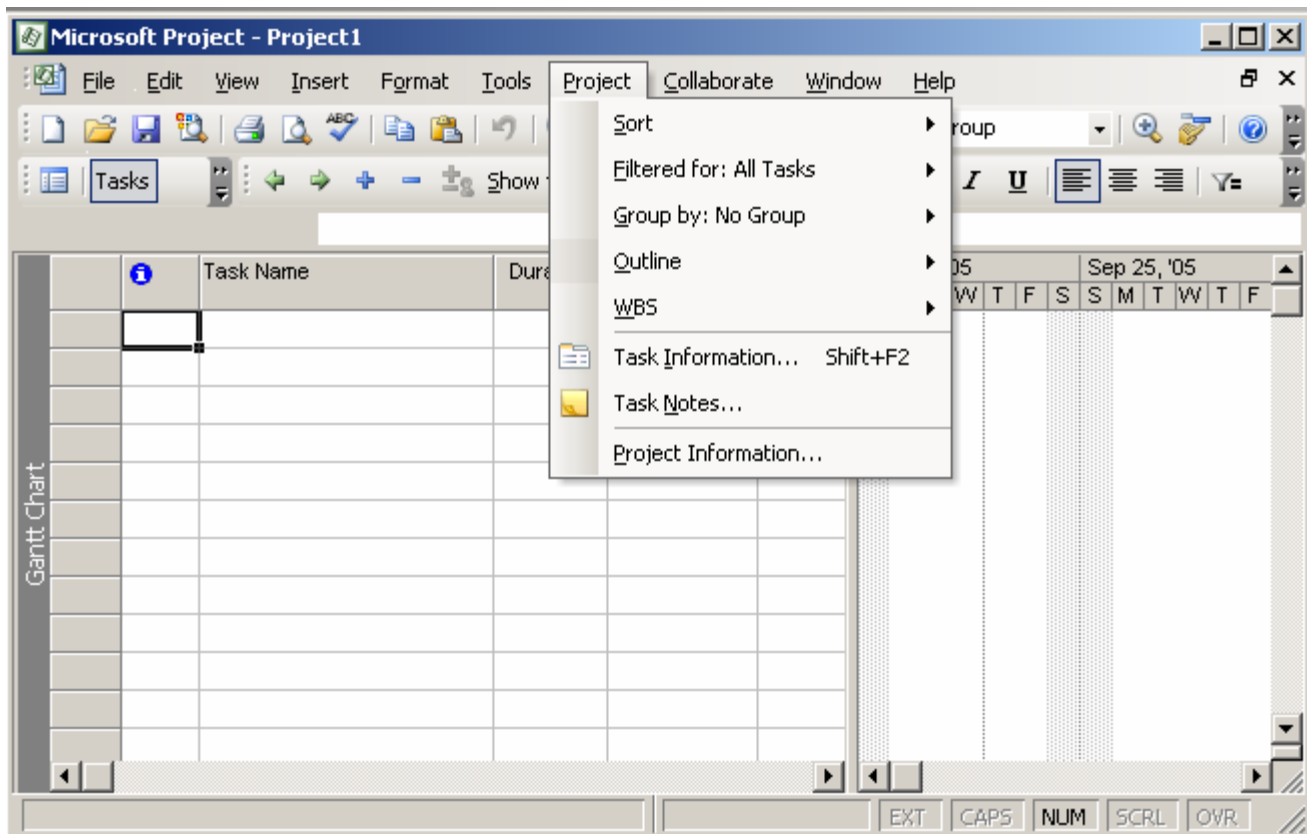 Microsoft Project - Project1
File Edit View Insert Format Tools Project Collaborate Window Help
ABC roup
Tasks Show I U
Sort
Filtered for: All Tasks
Group by: No Group
Outline
WBS
Task Information... Shift+F2
Task Notes...
Project Information...
Task Name Dura 05 Sep 25, '05
W T F S S M T W T F
Gantt Chart
EXT CAPS NUM SCRL OVR